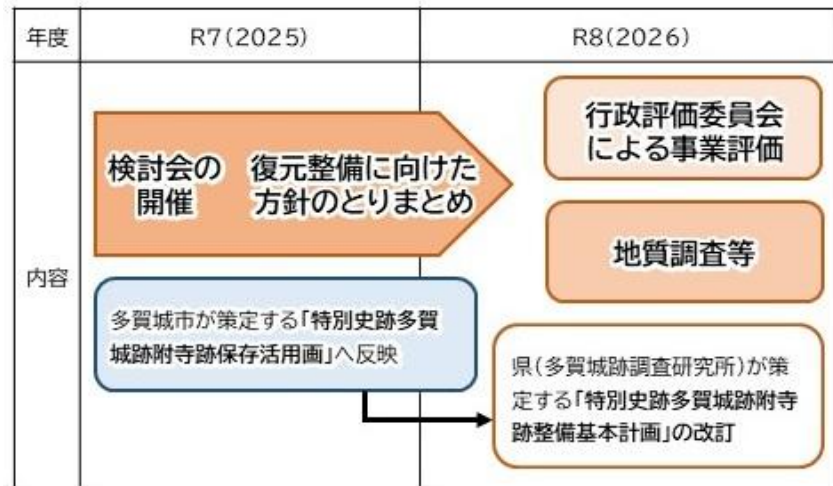 年度
R7(2025)
R8(2026)
内容
検討会の
開催
復元整備に向けた
方針のとりまとめ
行政評価委員会
による事業評価
地質調査等
多賀城市が策定する「特別史跡多賀
城跡附寺跡保存活用画」へ反映
県(多賀城跡調査研究所)が策
定する「特別史跡多賀城跡附寺
跡整備基本計画」の改訂